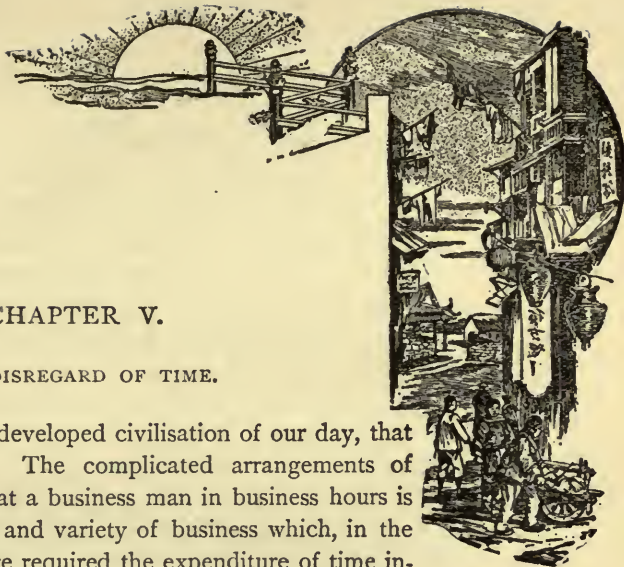 CHAPTER V.
DISREGARD OF TIME.
developed civilisation of our day, that
The complicated arrangements of
at a business man in business hours is
and variety of business which, in the
re required the expenditure of time in-